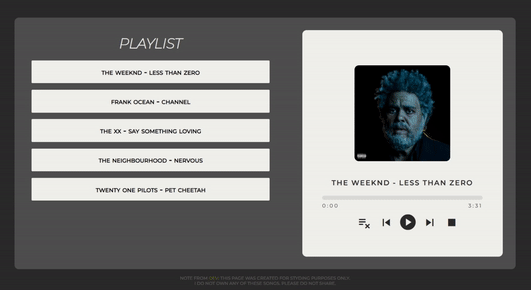 PLAYLIST
THE WEEKND - LESS THAN ZERO
FRANK OCEAN - CHANNEL
THE XX - SAY SOMETHING LOVING
THE NEIGHBOURHOOD - NERVOUS
TWENTY ONE PILOTS - PET CHEETAH
THE WEEKND - LESS THAN ZERO
0:00
3:31
NOTE FROM DEV: THIS PAGE WAS CREATED FOR STYLING PURPOSES ONLY.
I DO NOT OWN ANY OF THESE SONGS, PLEASE DO NOT SHARE.